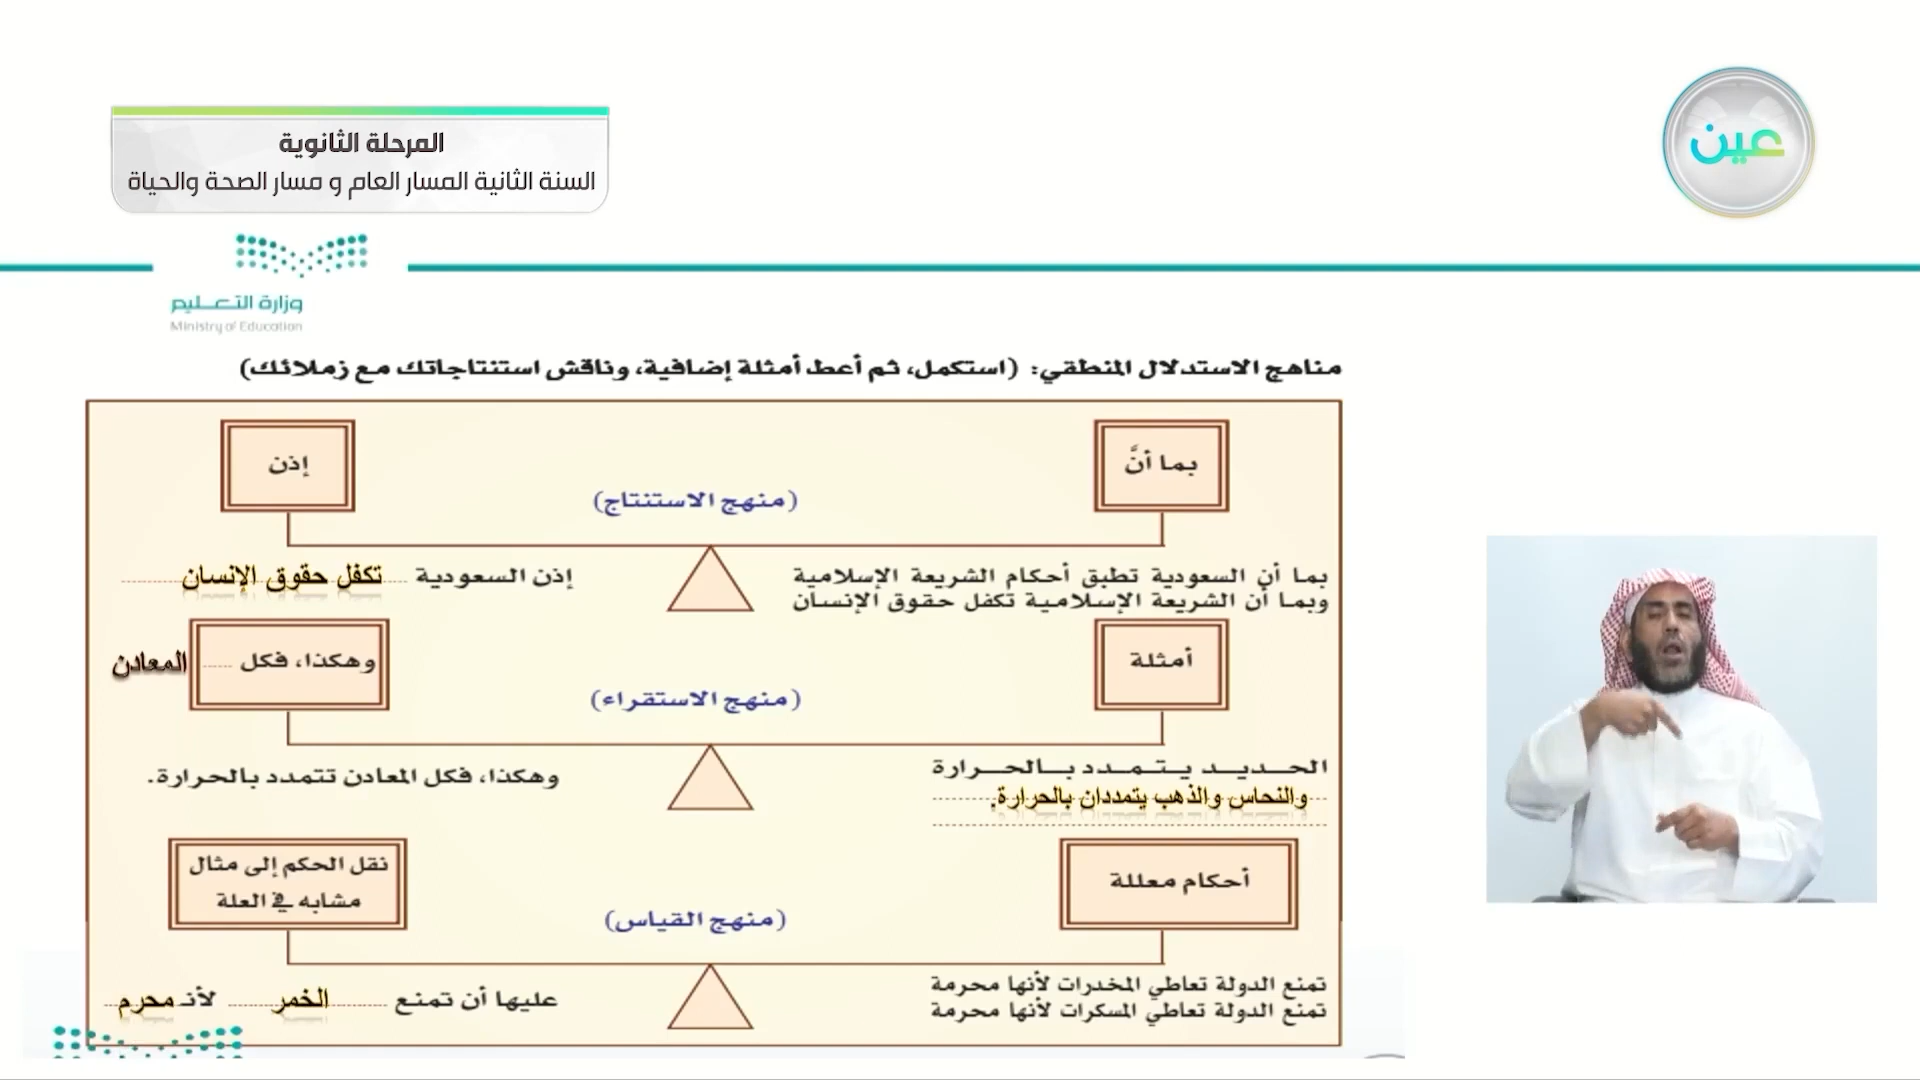 المرحلة الثانوية
السنة الثانية المسار العام و مسار الصحة والحياة
عين
وزارة التعليم
Ministry of Education
مناهج الاستدلال المنطقي: (استكمل، ثم أعط أمثلة إضافية، وناقش استنتاجاتك مع زملائك)
بما أنَّ
إذن
(منهج الاستنتاج)
بما أن السعودية تطبق أحكام الشريعة الإسلامية
وبما أن الشريعة الإسلامية تكفل حقوق الإنسان
إذن السعودية تكفل حقوق الإنسان
أمثلة
وهكذا، فكل ...... المعادن
(منهج الاستقراء)
الحديد يتمدد بالحرارة
والنحاس والذهب يتمددان بالحرارة.
وهكذا، فكل المعادن تتمدد بالحرارة.
أحكام معللة
نقل الحكم إلى مثال
مشابه في العلة
(منهج القياس)
تمنع الدولة تعاطي المخدرات لأنها محرمة
تمنع الدولة تعاطي المسكرات لأنها محرمة
عليها أن تمنع الخمر لأنـ محرم